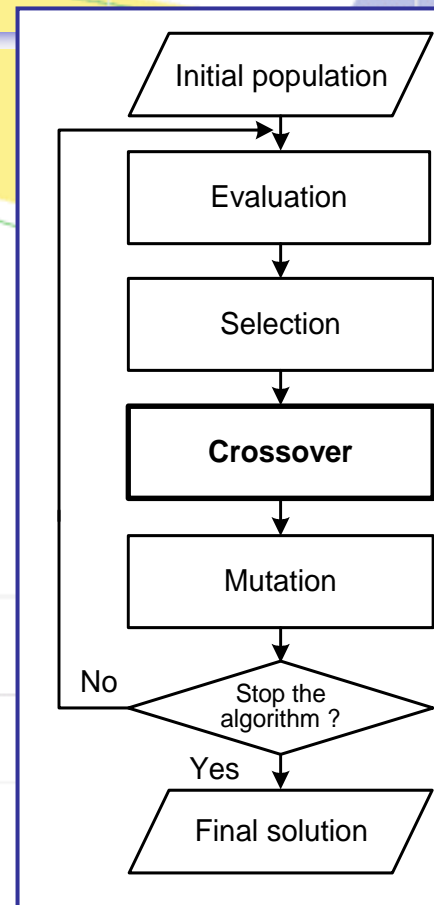 Initial population
Evaluation
Selection
Crossover
Mutation
No
Stop the
algorithm ?
Yes
Final solution